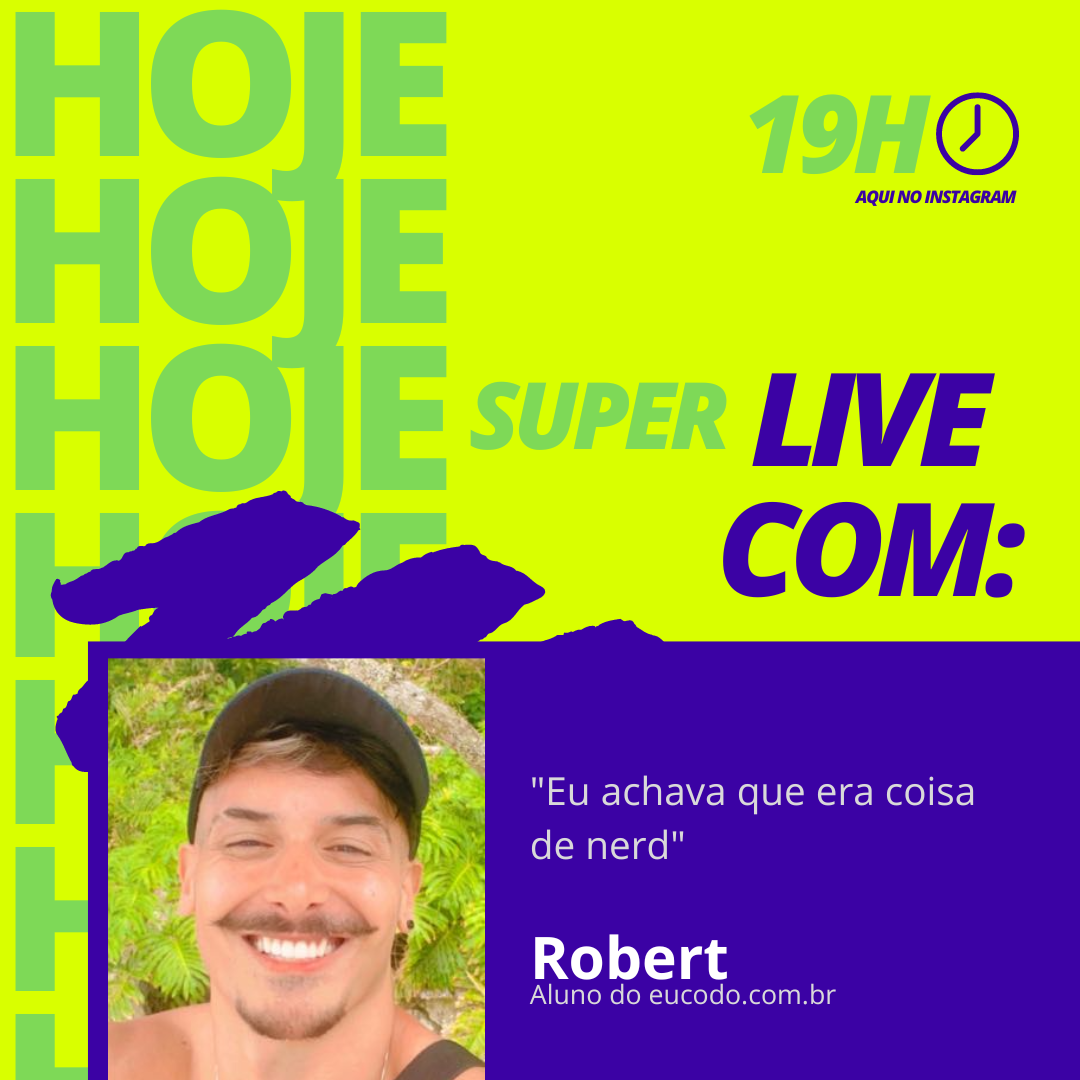 HOJE
HOJE
HOJE
HOJE
H
H
H
19H
AQUI NO INSTAGRAM
SUPER LIVE
COM:
"Eu achava que era coisa
de nerd"
Robert
Aluno do eucodo.com.br